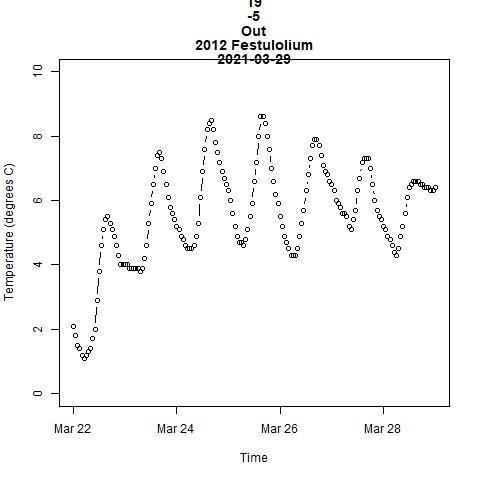 19
-5
Out
2012 Festulolium
2021-03-29
Temperature (degrees C)
10
8
6
4
2
0
Mar 22
Mar 24
Mar 26
Mar 28
Time